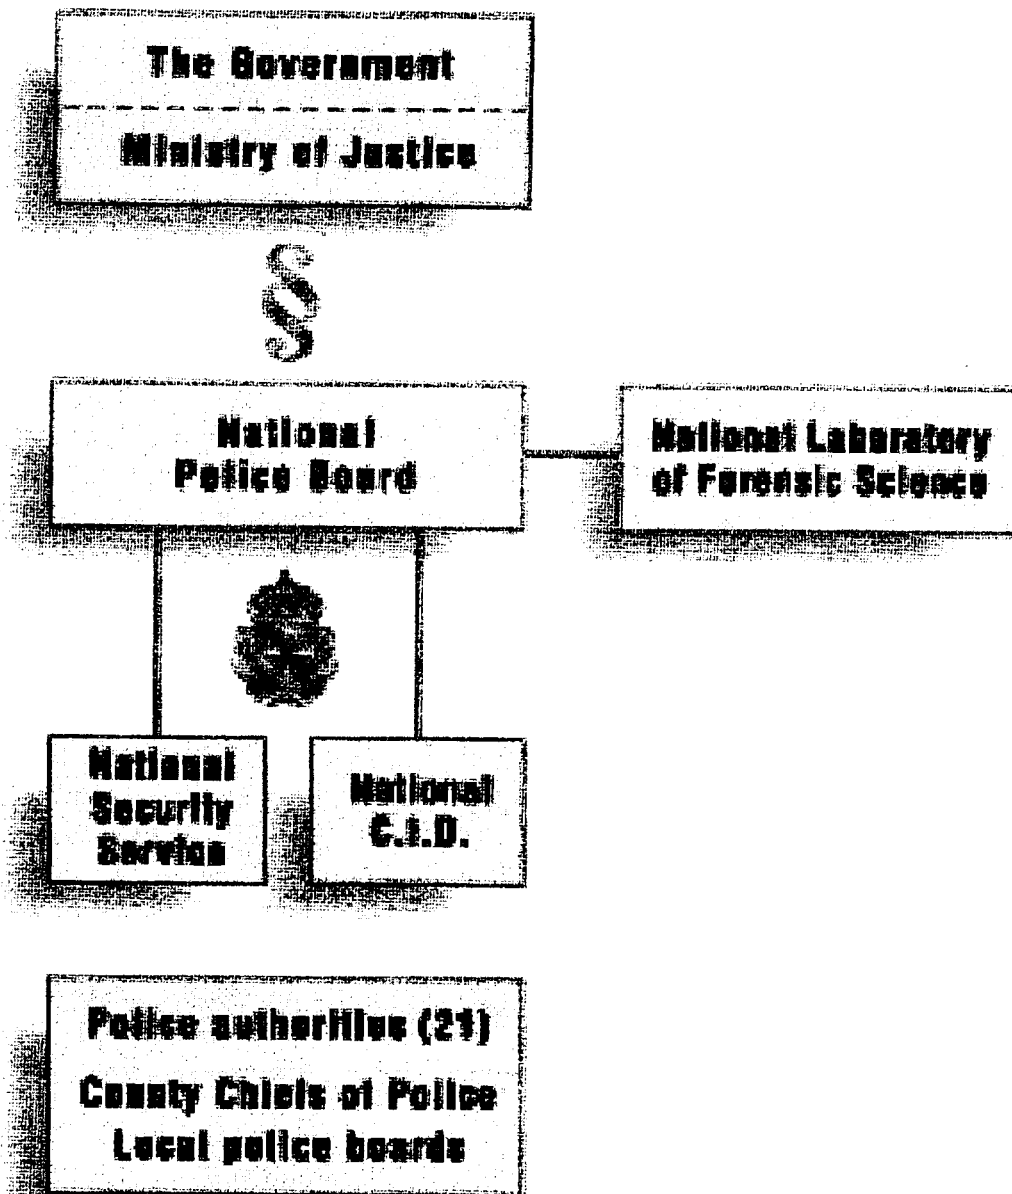 The Government
Ministry of Justice
§
National
Police Board
National Laboratory
of Forensic Science
National
Security
Service
National
C.I.D.
Police authorities (21)
County Chiefs of Police
Local police boards